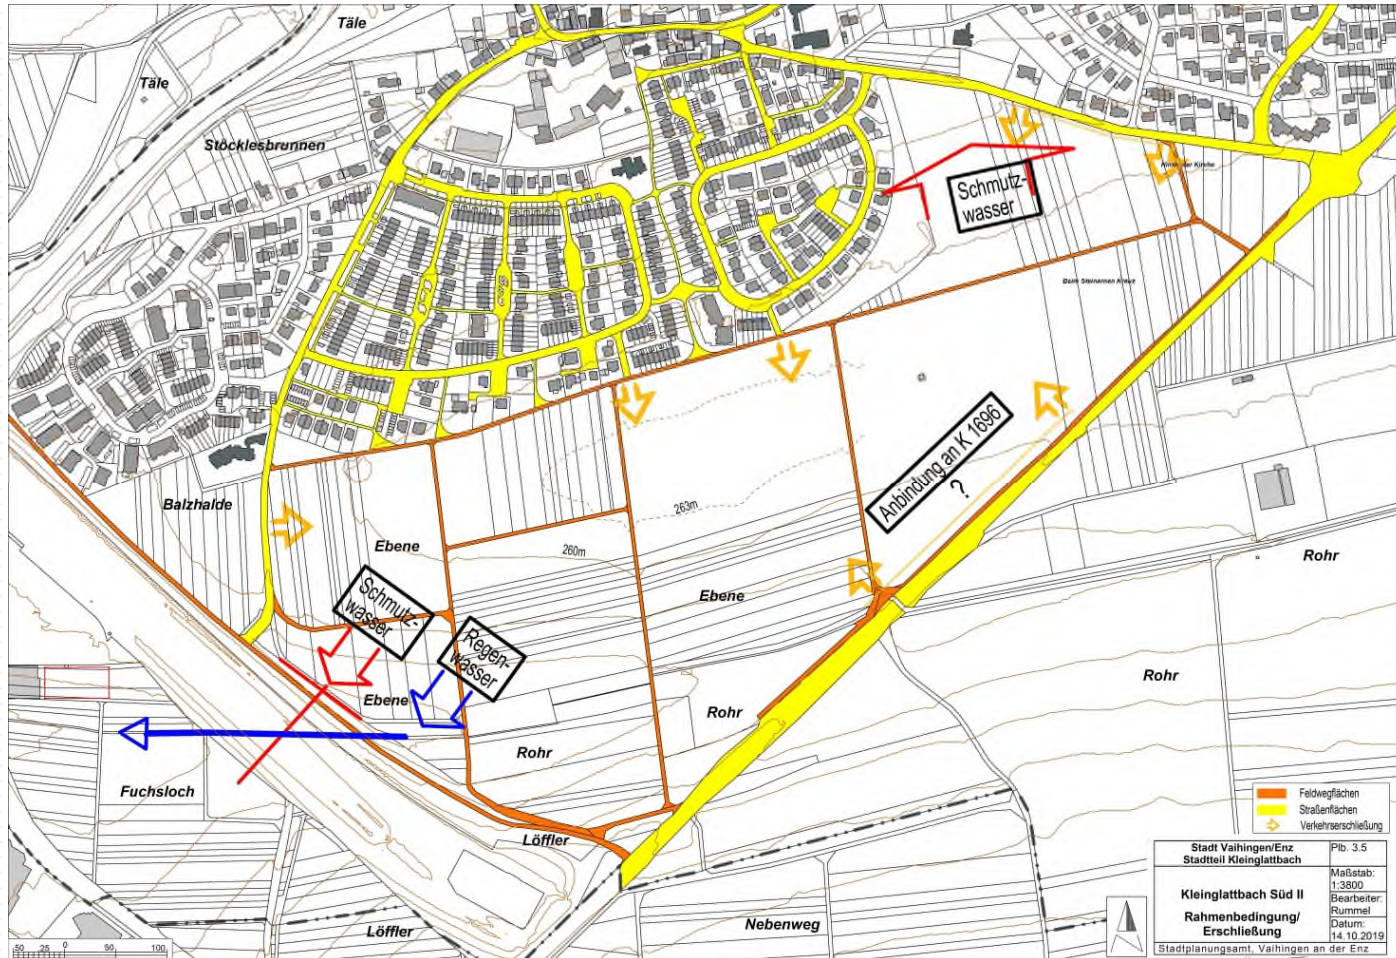 Täle
Täle
Stöcklesbrunnen
Schmutz-
wasser
Beim Steinernen Kreuz
Anbindung an K 1696
?
263m
260m
Balzhalde
Ebene
Ebene
Rohr
Rohr
Schmutz-
wasser
Regen-
wasser
Ebene
Rohr
Rohr
Fuchsloch
Löffler
Löffler
Nebenweg
Feldwegflächen
Straßenflächen
Verkehrserschließung
Stadt Vaihingen/Enz
Stadtteil Kleinglattbach
Plb. 3.5
Kleinglattbach Süd II
Rahmenbedingung/
Erschließung
Maßstab:
1:3800
Bearbeiter:
Rummel
Datum:
14.10.2019
Stadtplanungsamt, Vaihingen an der Enz
50 25 0 50 100